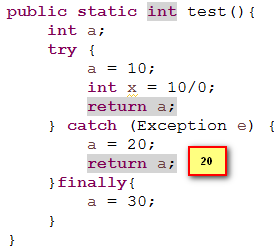 public static int test(){
    int a;
    try {
        a = 10;
        int x = 10/0;
        return a;
    } catch (Exception e) {
        a = 20;
        return a; 20
    }finally{
        a = 30;
    }
}